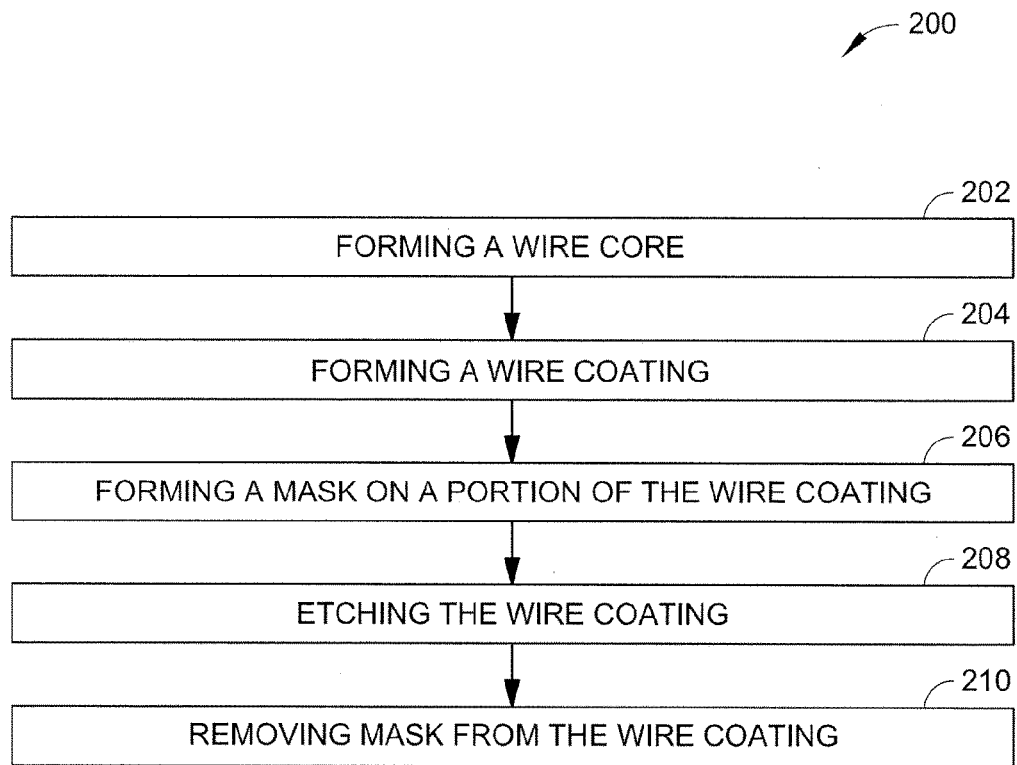 200
202
FORMING A WIRE CORE
204
FORMING A WIRE COATING
206
FORMING A MASK ON A PORTION OF THE WIRE COATING
208
ETCHING THE WIRE COATING
210
REMOVING MASK FROM THE WIRE COATING